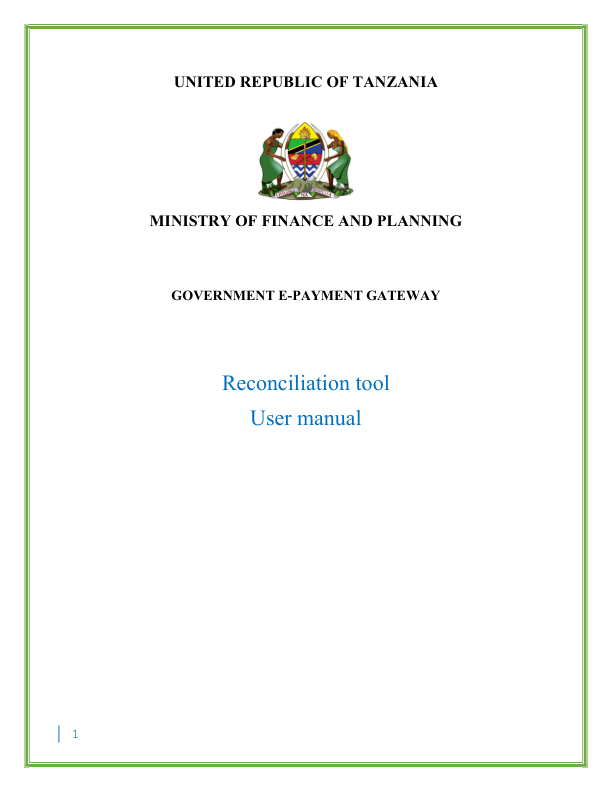 UNITED REPUBLIC OF TANZANIA
MINISTRY OF FINANCE AND PLANNING
GOVERNMENT E-PAYMENT GATEWAY
Reconciliation tool
User manual
1